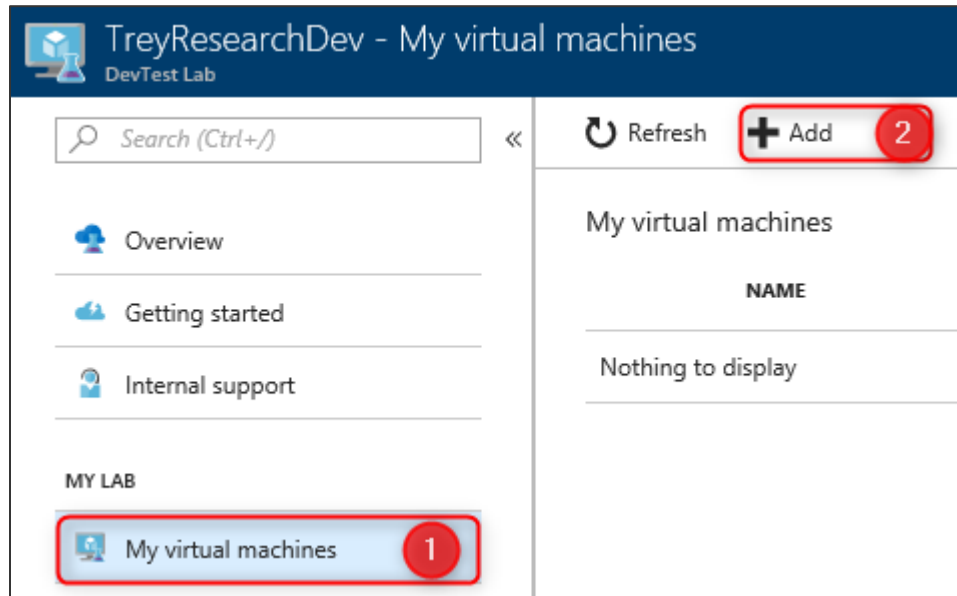 TreyResearchDev - My virtual machines
DevTest Lab
Search (Ctrl+/)
«
Overview
Getting started
Internal support
MY LAB
My virtual machines 1
Refresh + Add 2
My virtual machines
NAME
Nothing to display